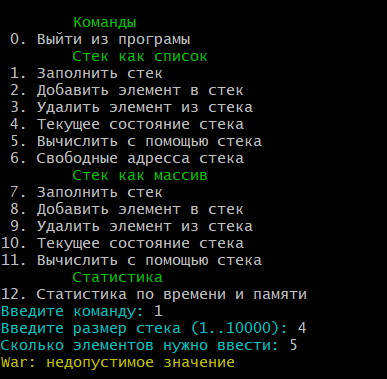 Команды
0. Выйти из програмы
Стек как список
1. Заполнить стек
2. Добавить элемент в стек
3. Удалить элемент из стека
4. Текущее состояние стека
5. Вычислить с помощью стека
6. Свободные адресса стека
Стек как массив
7. Заполнить стек
8. Добавить элемент в стек
9. Удалить элемент из стека
10. Текущее состояние стека
11. Вычислить с помощью стека
Статистика
12. Статистика по времени и памяти
Введите команду: 1
Введите размер стека (1..10000): 4
Сколько элементов нужно ввести: 5
War: недопустимое значение